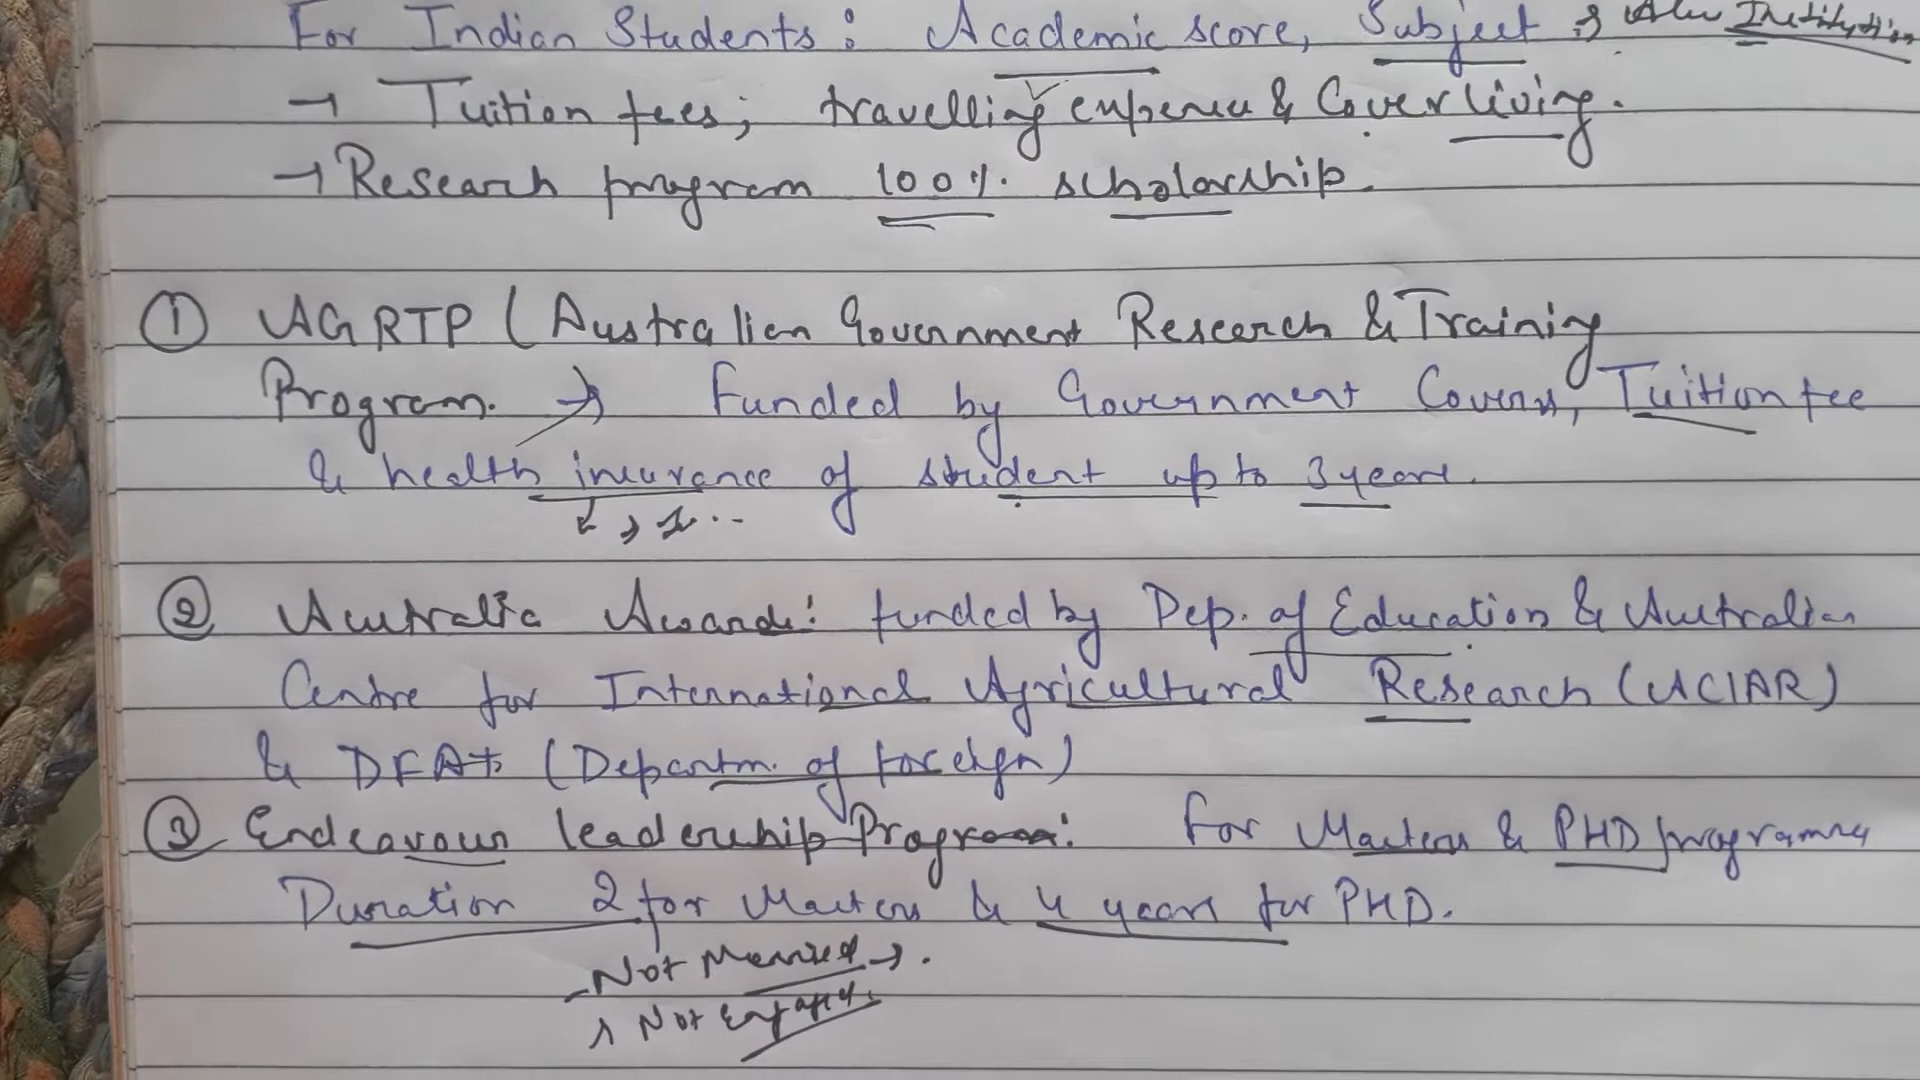 For Indian Students: Academic score, Subject & Also Institution
→ Tuition fees; travelling expense & Cover living.
→ Research program 100% scholarship.
① AGRTP (Australian Government Research & Training
Program. → Funded by Government Covers, Tuition fee
& health insurance of student up to 3 years.
② Australia Awards: funded by Dep. of Education & Australian
Centre for International Agricultural Research (ACIAR)
& DFAT (Departm. of foreign)
③ Endeavour leadership Program: For Masters & PHD programmes
Duration 2 for Masters & 4 years for PHD.
- Not Married →.
Not Engaged